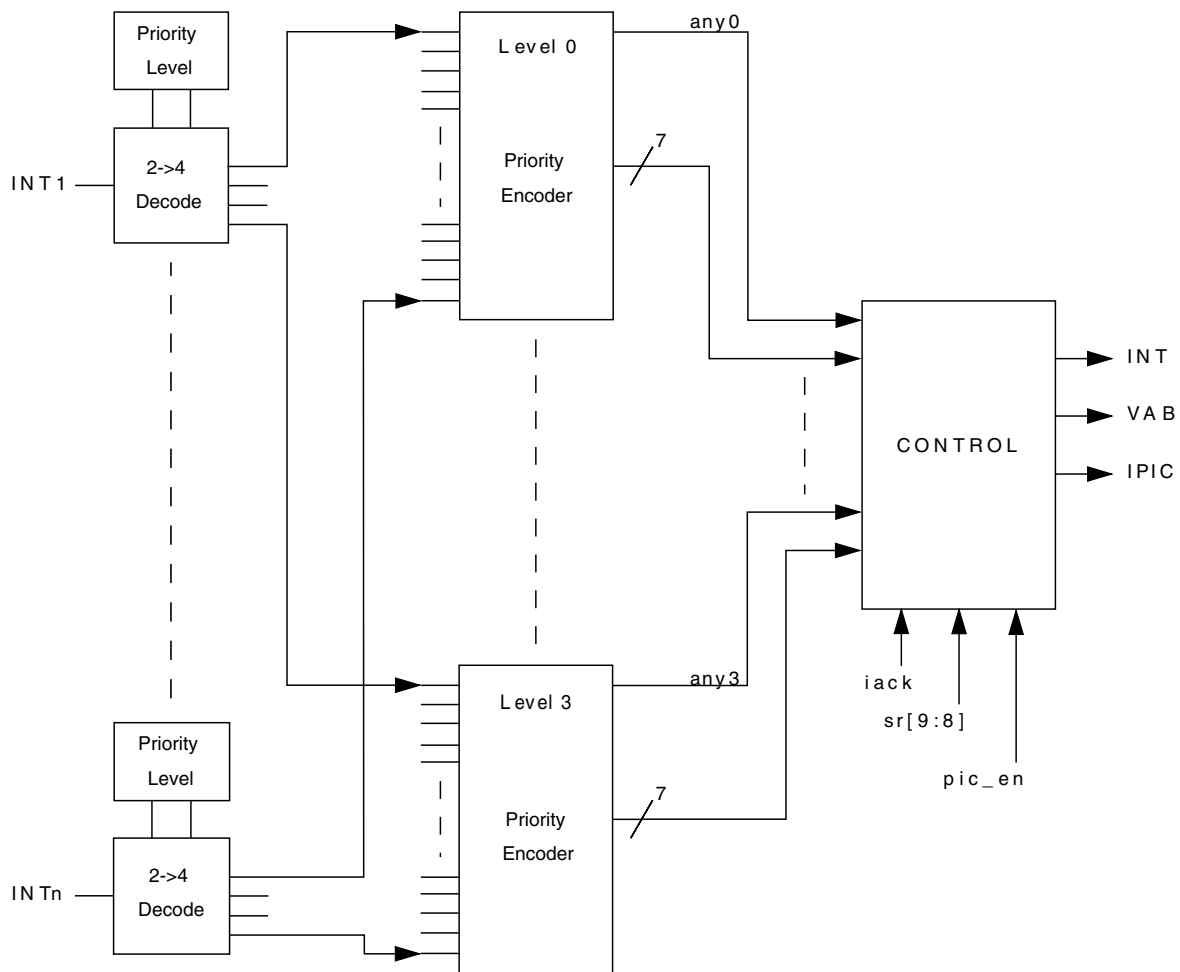 Priority
Level
2->4
Decode
INT1
Level 0
Priority
Encoder
any0
7
CONTROL
INT
VAB
IPIC
iack
sr[9:8]
pic_en
Level 3
Priority
Encoder
any3
7
Priority
Level
2->4
Decode
INTn